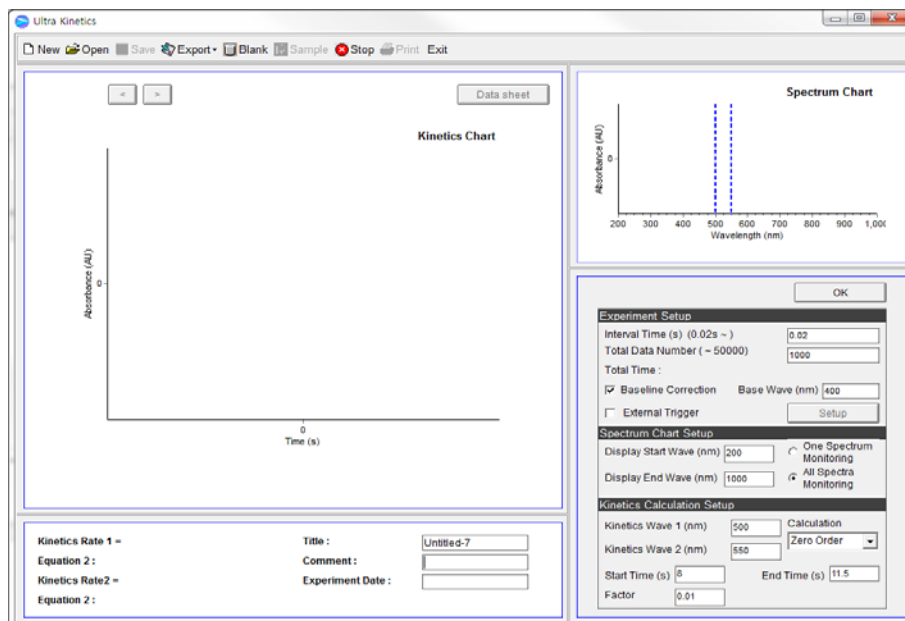 Ultra Kinetics
New Open Save Export Blank Sample Stop Print Exit
< > Data sheet
Kinetics Chart
Absorbance (AU)
0
0
Time (s)
Kinetics Rate 1 =
Equation 2 :
Kinetics Rate2 =
Equation 2 :
Title : Untitled-7
Comment :
Experiment Date :
Spectrum Chart
Absorbance (AU)
0
200 300 400 500 600 700 800 900 1,000
Wavelength (nm)
OK
Experiment Setup
Interval Time (s) (0.02s ~ ) 0.02
Total Data Number ( ~ 50000) 1000
Total Time :
Baseline Correction Base Wave (nm) 400
External Trigger Setup
Spectrum Chart Setup
Display Start Wave (nm) 200
One Spectrum Monitoring
Display End Wave (nm) 1000
All Spectra Monitoring
Kinetics Calculation Setup
Kinetics Wave 1 (nm) 500
Calculation
Zero Order
Kinetics Wave 2 (nm) 550
Start Time (s) 8 End Time (s) 11.5
Factor 0.01